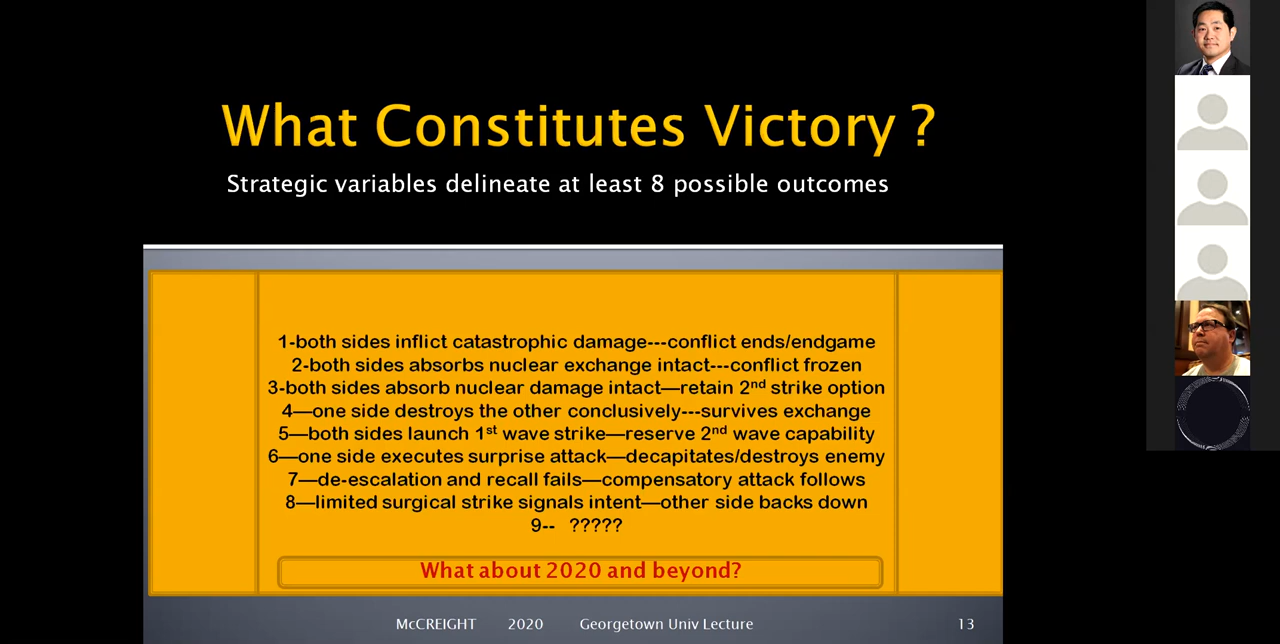 What Constitutes Victory ?
Strategic variables delineate at least 8 possible outcomes
1-both sides inflict catastrophic damage---conflict ends/endgame
2-both sides absorbs nuclear exchange intact---conflict frozen
3-both sides absorb nuclear damage intact—retain 2nd strike option
4—one side destroys the other conclusively---survives exchange
5—both sides launch 1st wave strike—reserve 2nd wave capability
6—one side executes surprise attack—decapitates/destroys enemy
7—de-escalation and recall fails—compensatory attack follows
8—limited surgical strike signals intent—other side backs down
9-- ?????
What about 2020 and beyond?
McCREIGHT 2020 Georgetown Univ Lecture 13